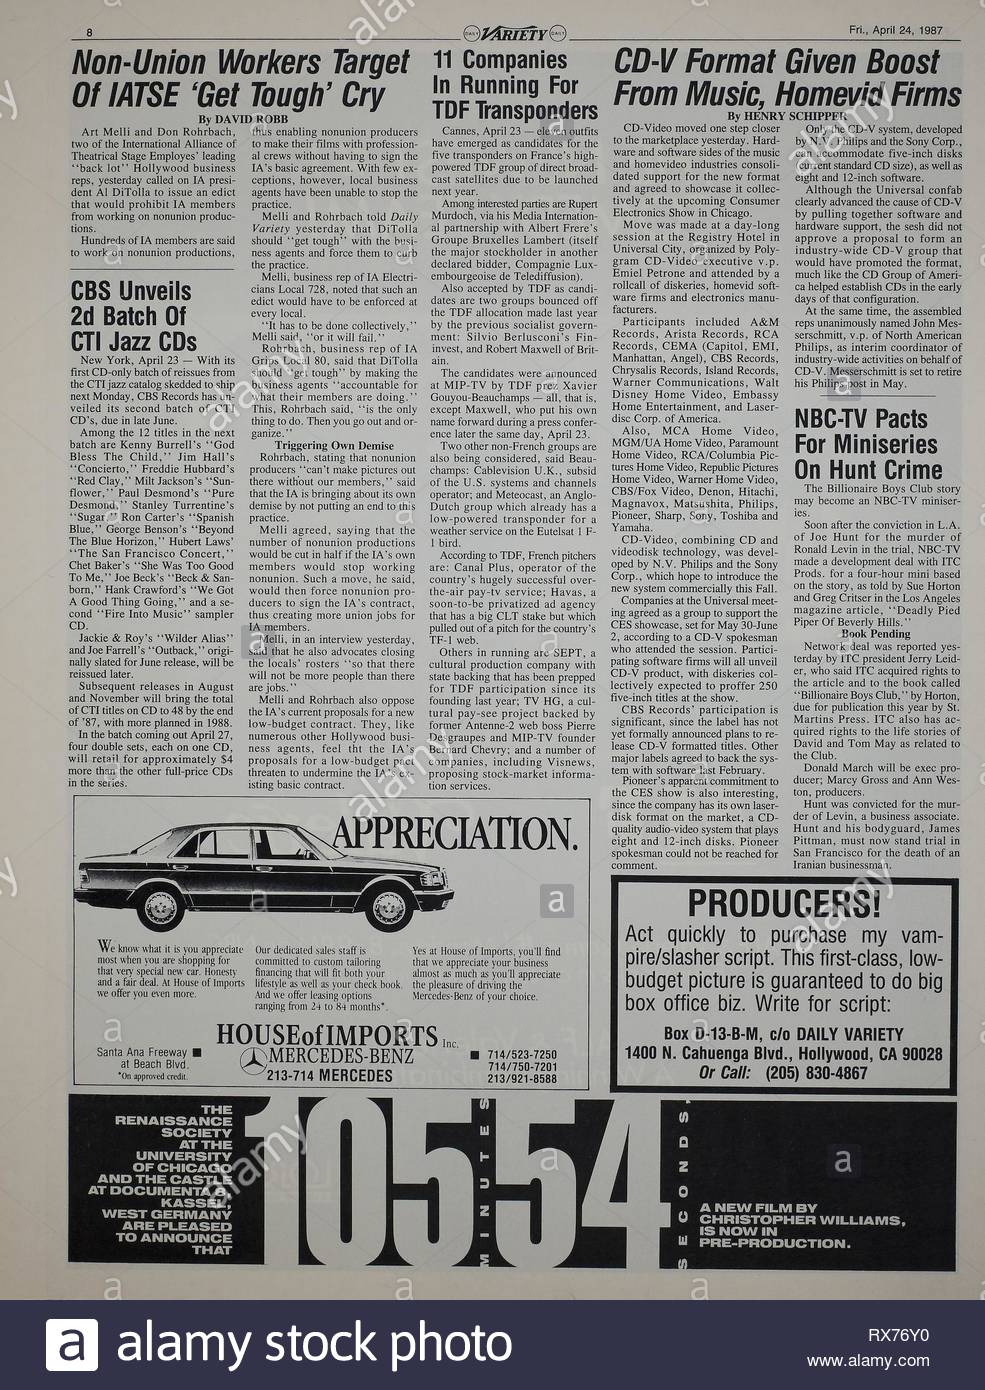 8
DAILY VARIETY DAILY
Fri., April 24, 1987
Non-Union Workers Target
Of IATSE 'Get Tough' Cry
By DAVID ROBB
Art Melli and Don Rohrbach,
two of the International Alliance of
Theatrical Stage Employes' leading
"back lot" Hollywood business
reps, yesterday called on IA presi-
dent Al DiTolla to issue an edict
that would prohibit IA members
from working on nonunion produc-
tions.
Hundreds of IA members are said
to work on nonunion productions,
thus enabling nonunion producers
to make their films with profession-
al crews without having to sign the
IA's basic agreement. With few ex-
ceptions, however, local business
agents have been unable to stop the
practice.
Melli and Rohrbach told Daily
Variety yesterday that DiTolla
should "get tough" with the busi-
ness agents and force them to curb
the practice.
Melli, business rep of IA Electri-
cians Local 728, noted that such an
edict would have to be enforced at
every local.
"It has to be done collectively,"
Melli said, "or it will fail."
Rohrbach, business rep of IA
Grips Local 80, said that DiTolla
could "get tough" by making the
business agents "accountable for
what their members are doing."
This, Rohrbach said, "is the only
thing to do. Then you go out and or-
ganize."
Triggering Own Demise
Rohrbach, stating that nonunion
producers "can't make pictures out
there without our members," said
that the IA is bringing about its own
demise by not putting an end to this
practice.
Melli agreed, saying that the
number of nonunion productions
would be cut in half if the IA's own
members would stop working
nonunion. Such a move, he said,
would then force nonunion pro-
ducers to sign the IA's contract,
thus creating more union jobs for
IA members.
Melli, in an interview yesterday,
said that he also advocates closing
the locals' rosters "so that there
will not be more people than there
are jobs."
Melli and Rohrbach also oppose
the IA's current proposals for a new
low-budget contract. They, like
numerous other Hollywood busi-
ness agents, feel tht the IA's
proposals for a low-budget pact
threaten to undermine the IA's ex-
isting basic contract.
CBS Unveils
2d Batch Of
CTI Jazz CDs
New York, April 23 — With its
first CD-only batch of reissues from
the CTI jazz catalog skedded to ship
next Monday, CBS Records has un-
veiled its second batch of CTI
CD's, due in late June.
Among the 12 titles in the next
batch are Kenny Burrell's "God
Bless The Child," Jim Hall's
"Concierto," Freddie Hubbard's
"Red Clay," Milt Jackson's "Sun-
flower," Paul Desmond's "Pure
Desmond," Stanley Turrentine's
"Sugar," Ron Carter's "Spanish
Blue," George Benson's "Beyond
The Blue Horizon," Hubert Laws'
"The San Francisco Concert,"
Chet Baker's "She Was Too Good
To Me," Joe Beck's "Beck & San-
born," Hank Crawford's "We Got
A Good Thing Going," and a se-
cond "Fire Into Music" sampler
CD.
Jackie & Roy's "Wilder Alias"
and Joe Farrell's "Outback," origi-
nally slated for June release, will be
reissued later.
Subsequent releases in August
and November will bring the total
of CTI titles on CD to 48 by the end
of '87, with more planned in 1988.
In the batch coming out April 27,
four double sets, each on one CD,
will retail for approximately $4
more than the other full-price CDs
in the series.
11 Companies
In Running For
TDF Transponders
Cannes, April 23 — eleven outfits
have emerged as candidates for the
five transponders on France's high-
powered TDF group of direct broad-
cast satellites due to be launched
next year.
Among interested parties are Rupert
Murdoch, via his Media Internation-
al partnership with Albert Frere's
Groupe Bruxelles Lambert (itself
the major stockholder in another
declared bidder, Compagnie Lux-
embourgeoise de Telediffusion).
Also accepted by TDF as candi-
dates are two groups bounced off
the TDF allocation made last year
by the previous socialist govern-
ment: Silvio Berlusconi's Fin-
invest, and Robert Maxwell of Brit-
ain.
The candidates were announced
at MIP-TV by TDF prez Xavier
Gouyou-Beauchamps — all, that is,
except Maxwell, who put his own
name forward during a press confer-
ence later the same day, April 23.
Two other non-French groups are
also being considered, said Beau-
champs: Cablevision U.K., subsid
of the U.S. systems and channels
operator; and Meteocast, an Anglo-
Dutch group which already has a
low-powered transponder for a
weather service on the Eutelsat 1 F-
1 bird.
According to TDF, French pitchers
are: Canal Plus, operator of the
country's hugely successful over-
the-air pay-tv service; Havas, a
soon-to-be privatized ad agency
that has a big CLT stake but which
pulled out of a pitch for the country's
TF-1 web.
Others in running are SEPT, a
cultural production company with
state backing that has been prepped
for TDF participation since its
founding last year; TV HG, a cul-
tural pay-see project backed by
former Antenne-2 web boss Pierre
Desgraupes and MIP-TV founder
Bernard Chevry; and a number of
companies, including Visnews,
proposing stock-market informa-
tion services.
CD-V Format Given Boost
From Music, Homevid Firms
By HENRY SCHIPPER
CD-Video moved one step closer
to the marketplace yesterday. Hard-
ware and software sides of the music
and homevideo industries consoli-
dated support for the new format
and agreed to showcase it collec-
tively at the upcoming Consumer
Electronics Show in Chicago.
Move was made at a day-long
session at the Registry Hotel in
Universal City, organized by Poly-
gram CD-Video executive v.p.
Emiel Petrone and attended by a
rollcall of diskeries, homevid soft-
ware firms and electronics manu-
facturers.
Participants included A&M
Records, Arista Records, RCA
Records, CEMA (Capitol, EMI,
Manhattan, Angel), CBS Records,
Chrysalis Records, Island Records,
Warner Communications, Walt
Disney Home Video, Embassy
Home Entertainment, and Laser-
disc Corp. of America.
Also, MCA Home Video,
MGM/UA Home Video, Paramount
Home Video, RCA/Columbia Pic-
tures Home Video, Republic Pictures
Home Video, Warner Home Video,
CBS/Fox Video, Denon, Hitachi,
Magnavox, Matsushita, Philips,
Pioneer, Sharp, Sony, Toshiba and
Yamaha.
CD-Video, combining CD and
videodisk technology, was devel-
oped by N.V. Philips and the Sony
Corp., which hope to introduce the
new system commercially this Fall.
Companies at the Universal meet-
ing agreed as a group to support the
CES showcase, set for May 30-June
2, according to a CD-V spokesman
who attended the session. Partici-
pating software firms will all unveil
CD-V product, with diskeries col-
lectively expected to proffer 250
five-inch titles at the show.
CBS Records' participation is
significant, since the label has not
yet formally announced plans to re-
lease CD-V formatted titles. Other
major labels agreed to back the sys-
tem with software last February.
Pioneer's apparent commitment to
the CES show is also interesting,
since the company has its own laser-
disk format on the market, a CD-
quality audio-video system that plays
eight and 12-inch disks. Pioneer
spokesman could not be reached for
comment.
Only the CD-V system, developed
by N.V. Philips and the Sony Corp.,
can accommodate five-inch disks
(current standard CD size), as well as
eight and 12-inch software.
Although the Universal confab
clearly advanced the cause of CD-V
by pulling together software and
hardware support, the sesh did not
approve a proposal to form an
industry-wide CD-V group that
would have promoted the format,
much like the CD Group of Ameri-
ca helped establish CDs in the early
days of that configuration.
At the same time, the assembled
reps unanimously named John Mes-
serschmitt, v.p. of North American
Philips, as interim coordinator of
industry-wide activities on behalf of
CD-V. Messerschmitt is set to retire
his Philips post in May.
NBC-TV Pacts
For Miniseries
On Hunt Crime
The Billionaire Boys Club story
may become an NBC-TV miniser-
ies.
Soon after the conviction in L.A.
of Joe Hunt for the murder of
Ronald Levin in the trial, NBC-TV
made a development deal with ITC
Prods. for a four-hour mini based
on the story, as told by Sue Horton
and Greg Critser in the Los Angeles
magazine article, "Deadly Pied
Piper Of Beverly Hills."
Book Pending
Network deal was reported yes-
terday by ITC president Jerry Leid-
er, who said ITC acquired rights to
the article and to the book called
"Billionaire Boys Club," by Horton,
due for publication this year by St.
Martins Press. ITC also has ac-
quired rights to the life stories of
David and Tom May as related to
the Club.
Donald March will be exec pro-
ducer; Marcy Gross and Ann Wes-
ton, producers.
Hunt was convicted for the mur-
der of Levin, a business associate.
Hunt and his bodyguard, James
Pittman, must now stand trial in
San Francisco for the death of an
Iranian businessman.
APPRECIATION.
We know what it is you appreciate
most when you are shopping for
that very special new car. Honesty
and a fair deal. At House of Imports
we offer you even more.
Our dedicated sales staff is
committed to custom tailoring
financing that will fit both your
lifestyle as well as your check book.
And we offer leasing options
ranging from 24 to 84 months*.
Yes at House of Imports, you'll find
that we appreciate your business
almost as much as you'll appreciate
the pleasure of driving the
Mercedes-Benz of your choice.
HOUSE of IMPORTS Inc.
MERCEDES-BENZ
213-714 MERCEDES
Santa Ana Freeway
at Beach Blvd.
*On approved credit.
714/523-7250
714/750-7201
213/921-8588
PRODUCERS!
Act quickly to purchase my vam-
pire/slasher script. This first-class, low-
budget picture is guaranteed to do big
box office biz. Write for script:
Box D-13-B-M, c/o DAILY VARIETY
1400 N. Cahuenga Blvd., Hollywood, CA 90028
Or Call: (205) 830-4867
THE
RENAISSANCE
SOCIETY
AT THE
UNIVERSITY
OF CHICAGO
AND THE CASTLE
AT DOCUMENTA 8,
KASSEL,
WEST GERMANY
ARE PLEASED
TO ANNOUNCE
THAT
105 MINUTES 54 SECONDS,
A NEW FILM BY
CHRISTOPHER WILLIAMS,
IS NOW IN
PRE-PRODUCTION.
a alamy stock photo
RX76Y0
www.alamy.com